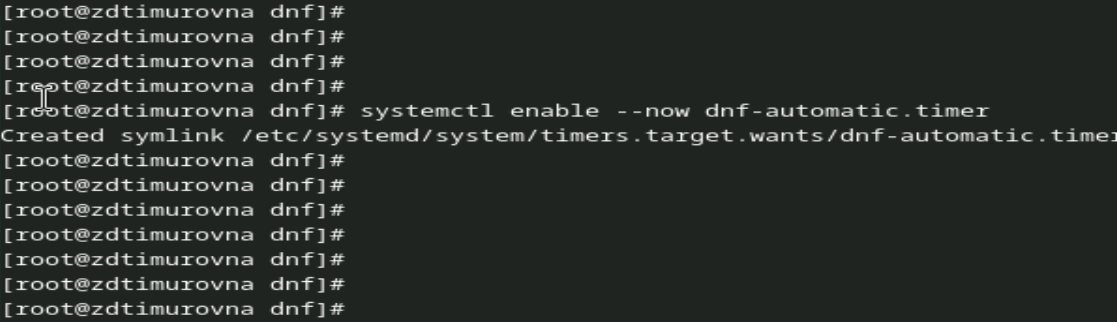 [root@zdtimurovna dnf]#
[root@zdtimurovna dnf]#
[root@zdtimurovna dnf]#
[root@zdtimurovna dnf]#
[root@zdtimurovna dnf]# systemctl enable --now dnf-automatic.timer
Created symlink /etc/systemd/system/timers.target.wants/dnf-automatic.timer
[root@zdtimurovna dnf]#
[root@zdtimurovna dnf]#
[root@zdtimurovna dnf]#
[root@zdtimurovna dnf]#
[root@zdtimurovna dnf]#
[root@zdtimurovna dnf]#
[root@zdtimurovna dnf]#